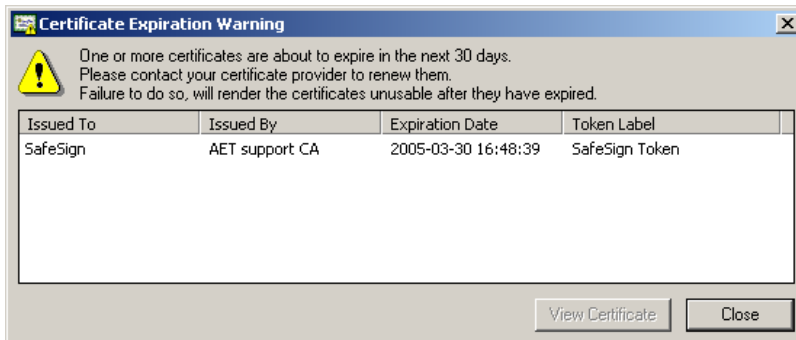 Certificate Expiration Warning
One or more certificates are about to expire in the next 30 days.
Please contact your certificate provider to renew them.
Failure to do so, will render the certificates unusable after they have expired.
Issued To Issued By Expiration Date Token Label
SafeSign AET support CA 2005-03-30 16:48:39 SafeSign Token
View Certificate Close